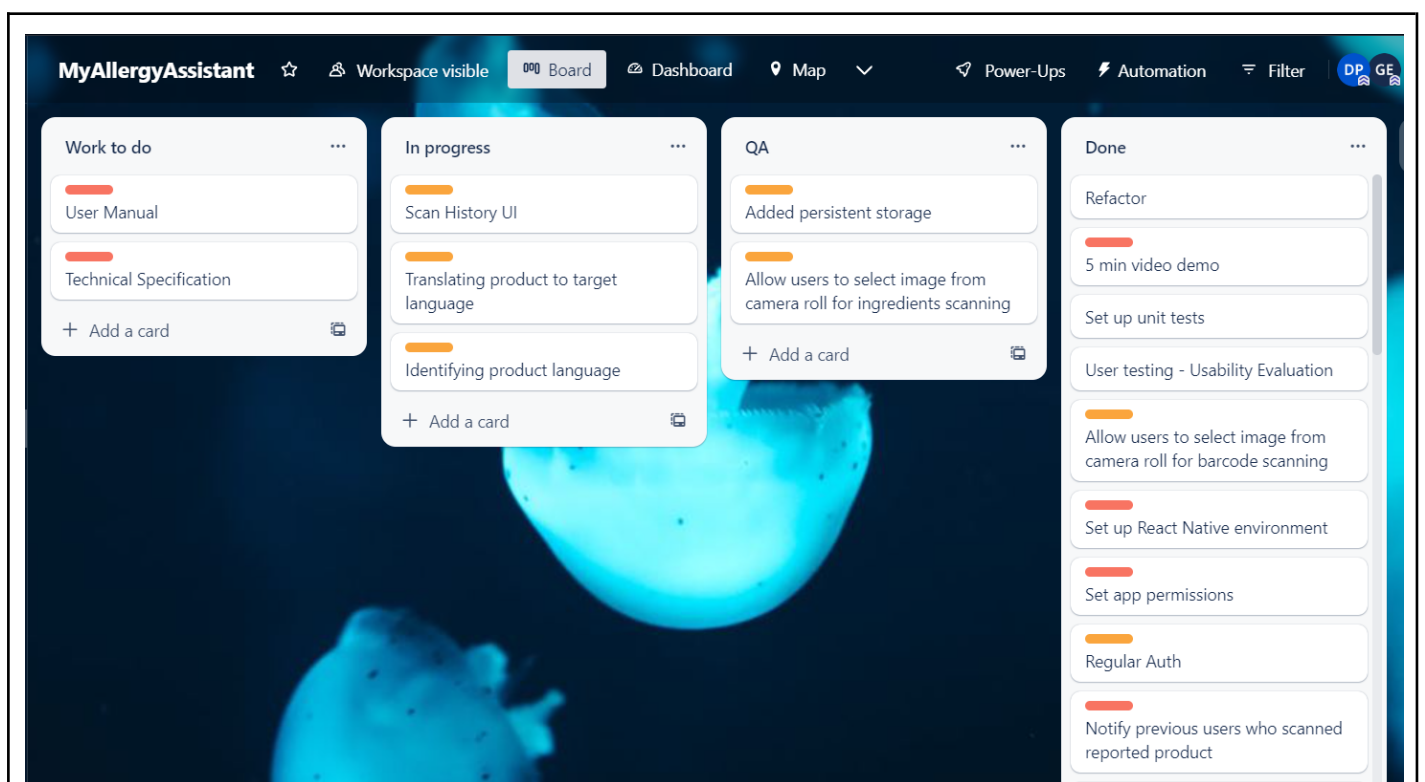 MyAllergyAssistant Workspace visible Board Dashboard Map Power-Ups Automation Filter DP GE
Work to do
User Manual
Technical Specification
+ Add a card
In progress
Scan History UI
Translating product to target
language
Identifying product language
+ Add a card
QA
Added persistent storage
Allow users to select image from
camera roll for ingredients scanning
+ Add a card
Done
Refactor
5 min video demo
Set up unit tests
User testing - Usability Evaluation
Allow users to select image from
camera roll for barcode scanning
Set up React Native environment
Set app permissions
Regular Auth
Notify previous users who scanned
reported product